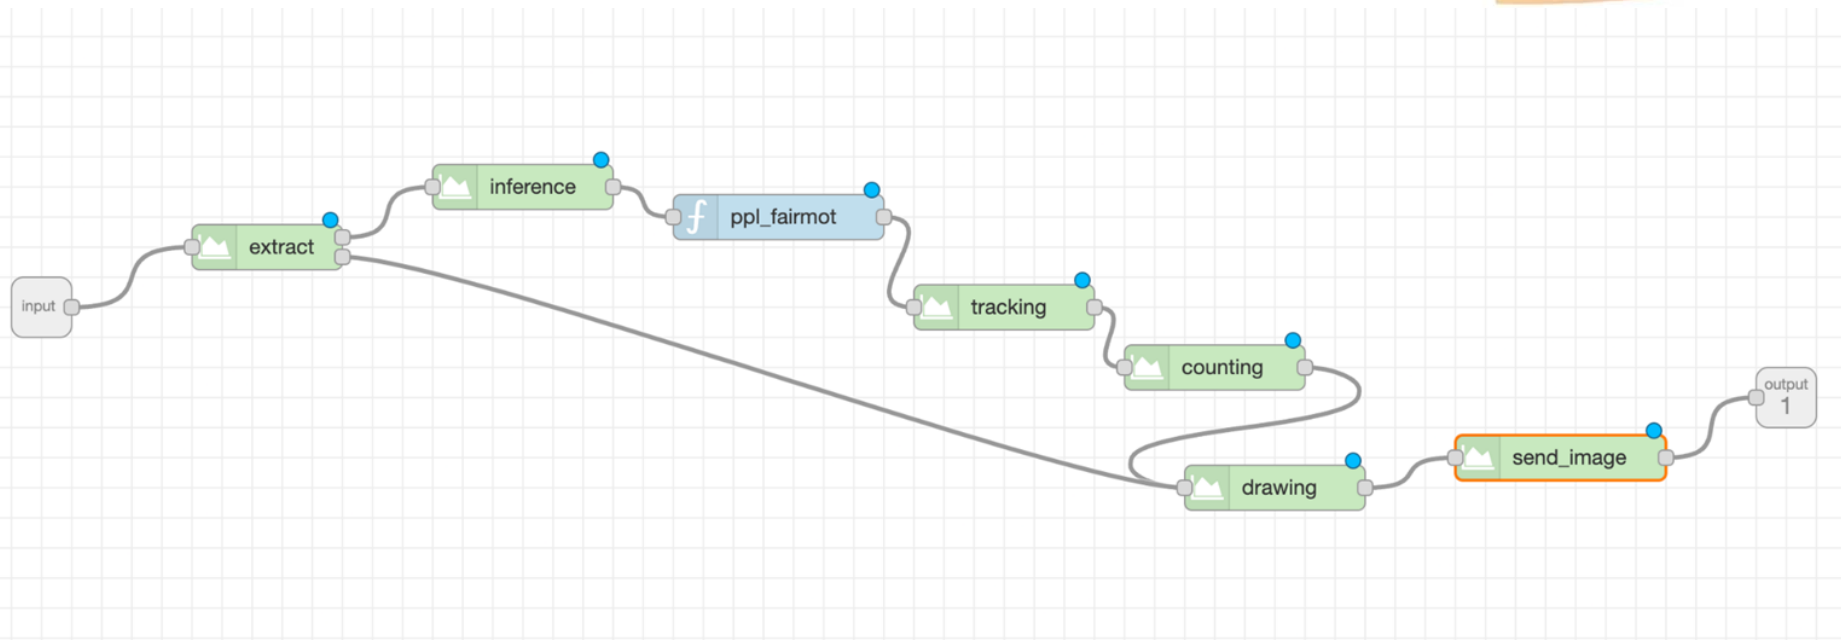 input
extract
inference
ppl_fairmot
tracking
counting
drawing
send_image
output
1